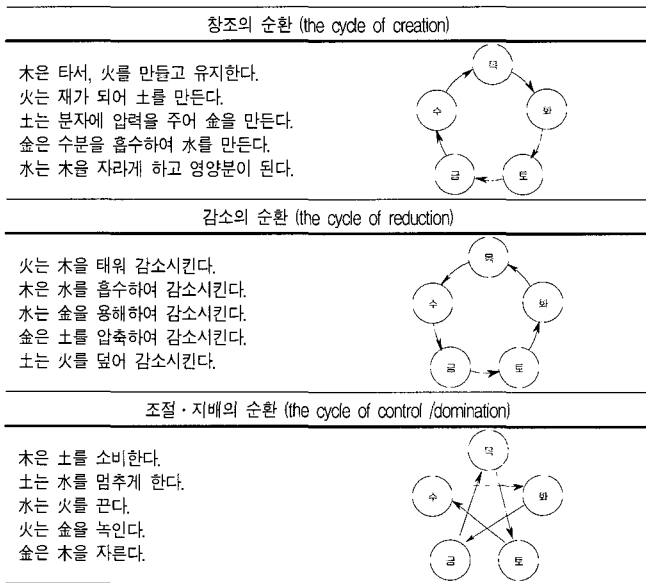 창조의 순환 (the cycle of creation)
木은 타서, 火를 만들고 유지한다.
火는 재가 되어 土를 만든다.
土는 분자에 압력을 주어 金을 만든다.
金은 수분을 흡수하여 水를 만든다.
水는 木을 자라게 하고 영양분이 된다.
목
수
화
금
토
감소의 순환 (the cycle of reduction)
火는 木을 태워 감소시킨다.
木은 水를 흡수하여 감소시킨다.
水는 金을 용해하여 감소시킨다.
金은 土를 압축하여 감소시킨다.
土는 火를 덮어 감소시킨다.
목
수
화
금
토
조절·지배의 순환 (the cycle of control /domination)
木은 土를 소비한다.
土는 水를 멈추게 한다.
水는 火를 끈다.
火는 金을 녹인다.
金은 木을 자른다.
목
수
화
금
토